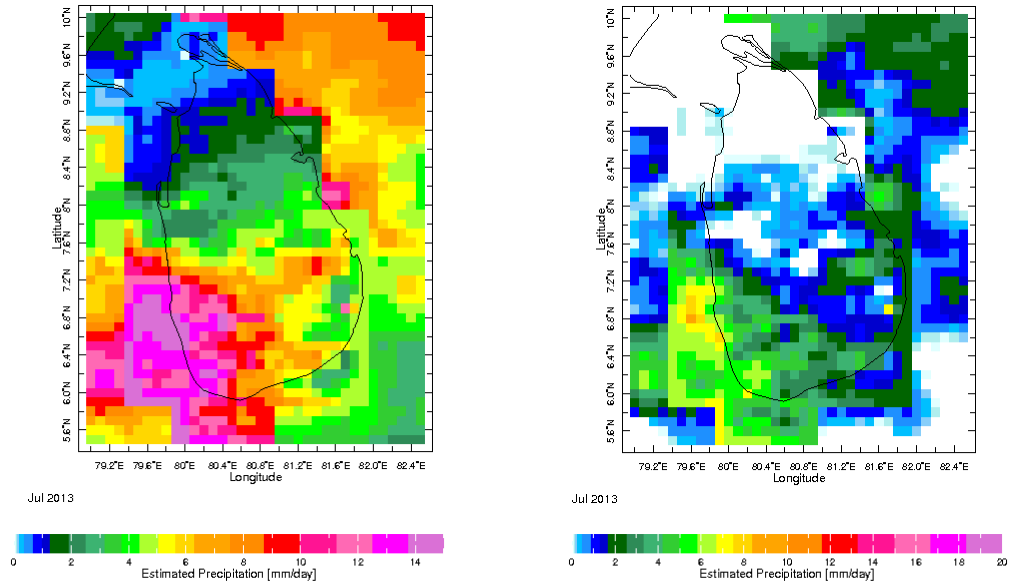 10°N
9.6°N
9.2°N
8.8°N
8.4°N
8°N
7.6°N
7.2°N
6.8°N
6.4°N
6.0°N
5.6°N
Latitude
79.2°E 79.6°E 80°E 80.4°E 80.8°E 81.2°E 81.6°E 82.0°E 82.4°E
Longitude
Jul 2013
0 2 4 6 8 10 12 14
Estimated Precipitation [mm/day]
10°N
9.6°N
9.2°N
8.8°N
8.4°N
8°N
7.6°N
7.2°N
6.8°N
6.4°N
6.0°N
5.6°N
Latitude
79.2°E 79.6°E 80°E 80.4°E 80.8°E 81.2°E 81.6°E 82.0°E 82.4°E
Longitude
Jul 2013
0 2 4 6 8 10 12 14 16 18 20
Estimated Precipitation [mm/day]